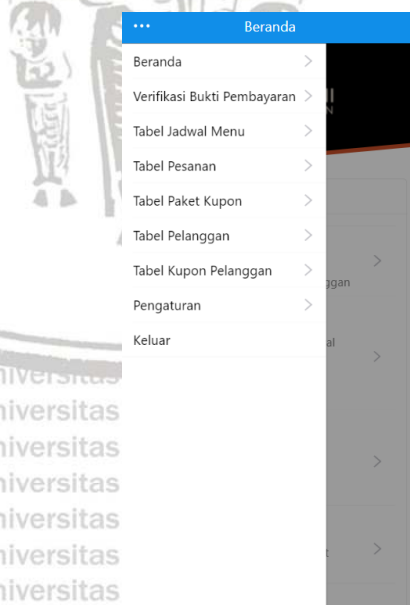 Beranda
Beranda
Verifikasi Bukti Pembayaran
Tabel Jadwal Menu
Tabel Pesanan
Tabel Paket Kupon
Tabel Pelanggan
Tabel Kupon Pelanggan
Pengaturan
Keluar
niversitas
niversitas
niversitas
niversitas
niversitas
niversitas
niversitas